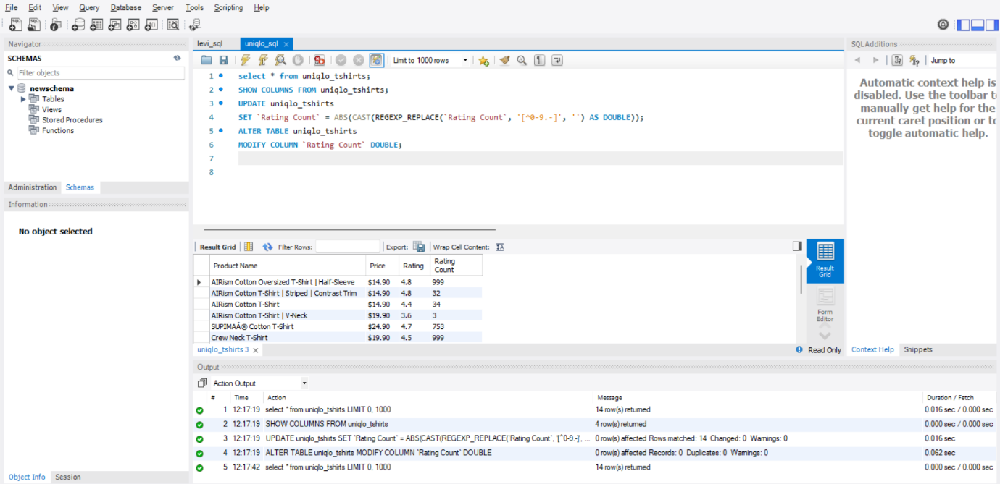 File Edit View Query Database Server Tools Scripting Help
Navigator
SCHEMAS
Filter objects
newschema
Tables
Views
Stored Procedures
Functions
Administration Schemas
Information
No object selected
Object Info Session
levi_sql uniqlo_sql
Limit to 1000 rows
1 select * from uniqlo_tshirts;
2 SHOW COLUMNS FROM uniqlo_tshirts;
3 UPDATE uniqlo_tshirts
4 SET `Rating Count` = ABS(CAST(REGEXP_REPLACE(`Rating Count`, '[^0-9.-]', '') AS DOUBLE));
5 ALTER TABLE uniqlo_tshirts
6 MODIFY COLUMN `Rating Count` DOUBLE;
7
8
Result Grid Filter Rows: Export: Wrap Cell Content:
Product Name Price Rating Rating Count
AIRism Cotton Oversized T-Shirt | Half-Sleeve $14.90 4.8 999
AIRism Cotton T-Shirt | Striped | Contrast Trim $14.90 4.8 32
AIRism Cotton T-Shirt $14.90 4.4 34
AIRism Cotton T-Shirt | V-Neck $19.90 3.6 3
SUPIMAÂ® Cotton T-Shirt $24.90 4.7 753
Crew Neck T-Shirt $19.90 4.5 999
Result Grid
Form Editor
uniqlo_tshirts 3 Read Only
Output
Action Output
# Time Action Message Duration / Fetch
1 12:17:19 select * from uniqlo_tshirts LIMIT 0, 1000 14 row(s) returned 0.016 sec / 0.000 sec
2 12:17:19 SHOW COLUMNS FROM uniqlo_tshirts 4 row(s) returned 0.000 sec / 0.000 sec
3 12:17:19 UPDATE uniqlo_tshirts SET `Rating Count` = ABS(CAST(REGEXP_REPLACE(`Rating Count`, '[^0-9.-]', ... 0 row(s) affected Rows matched: 14 Changed: 0 Warnings: 0 0.016 sec
4 12:17:19 ALTER TABLE uniqlo_tshirts MODIFY COLUMN `Rating Count` DOUBLE 0 row(s) affected Records: 0 Duplicates: 0 Warnings: 0 0.062 sec
5 12:17:42 select * from uniqlo_tshirts LIMIT 0, 1000 14 row(s) returned 0.000 sec / 0.000 sec
SQLAdditions
Jump to
Automatic context help is
disabled. Use the toolbar to
manually get help for the
current caret position or to
toggle automatic help.
Context Help Snippets